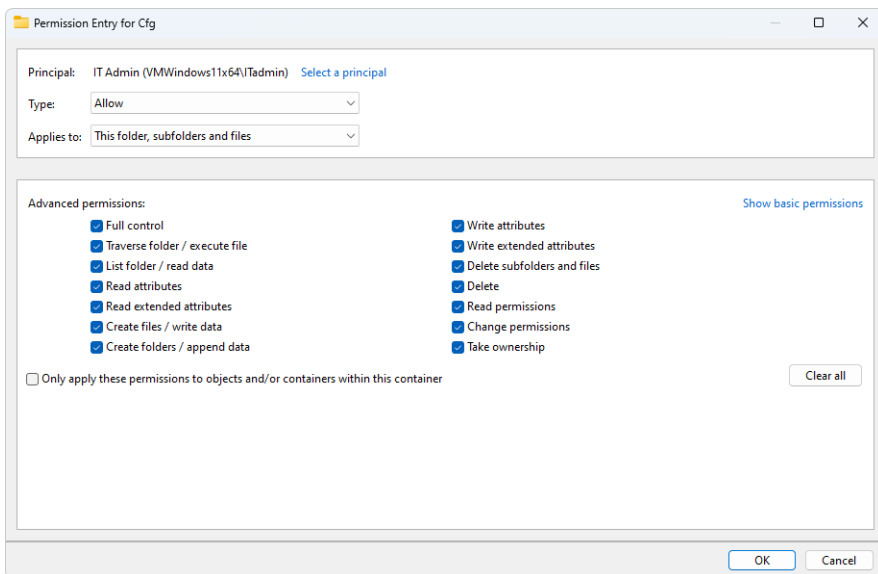 Permission Entry for Cfg
Principal: IT Admin (VMWindows11x64\ITadmin) Select a principal
Type: Allow
Applies to: This folder, subfolders and files
Advanced permissions: Show basic permissions
Full control Write attributes
Traverse folder / execute file Write extended attributes
List folder / read data Delete subfolders and files
Read attributes Delete
Read extended attributes Read permissions
Create files / write data Change permissions
Create folders / append data Take ownership
Only apply these permissions to objects and/or containers within this container Clear all
OK Cancel